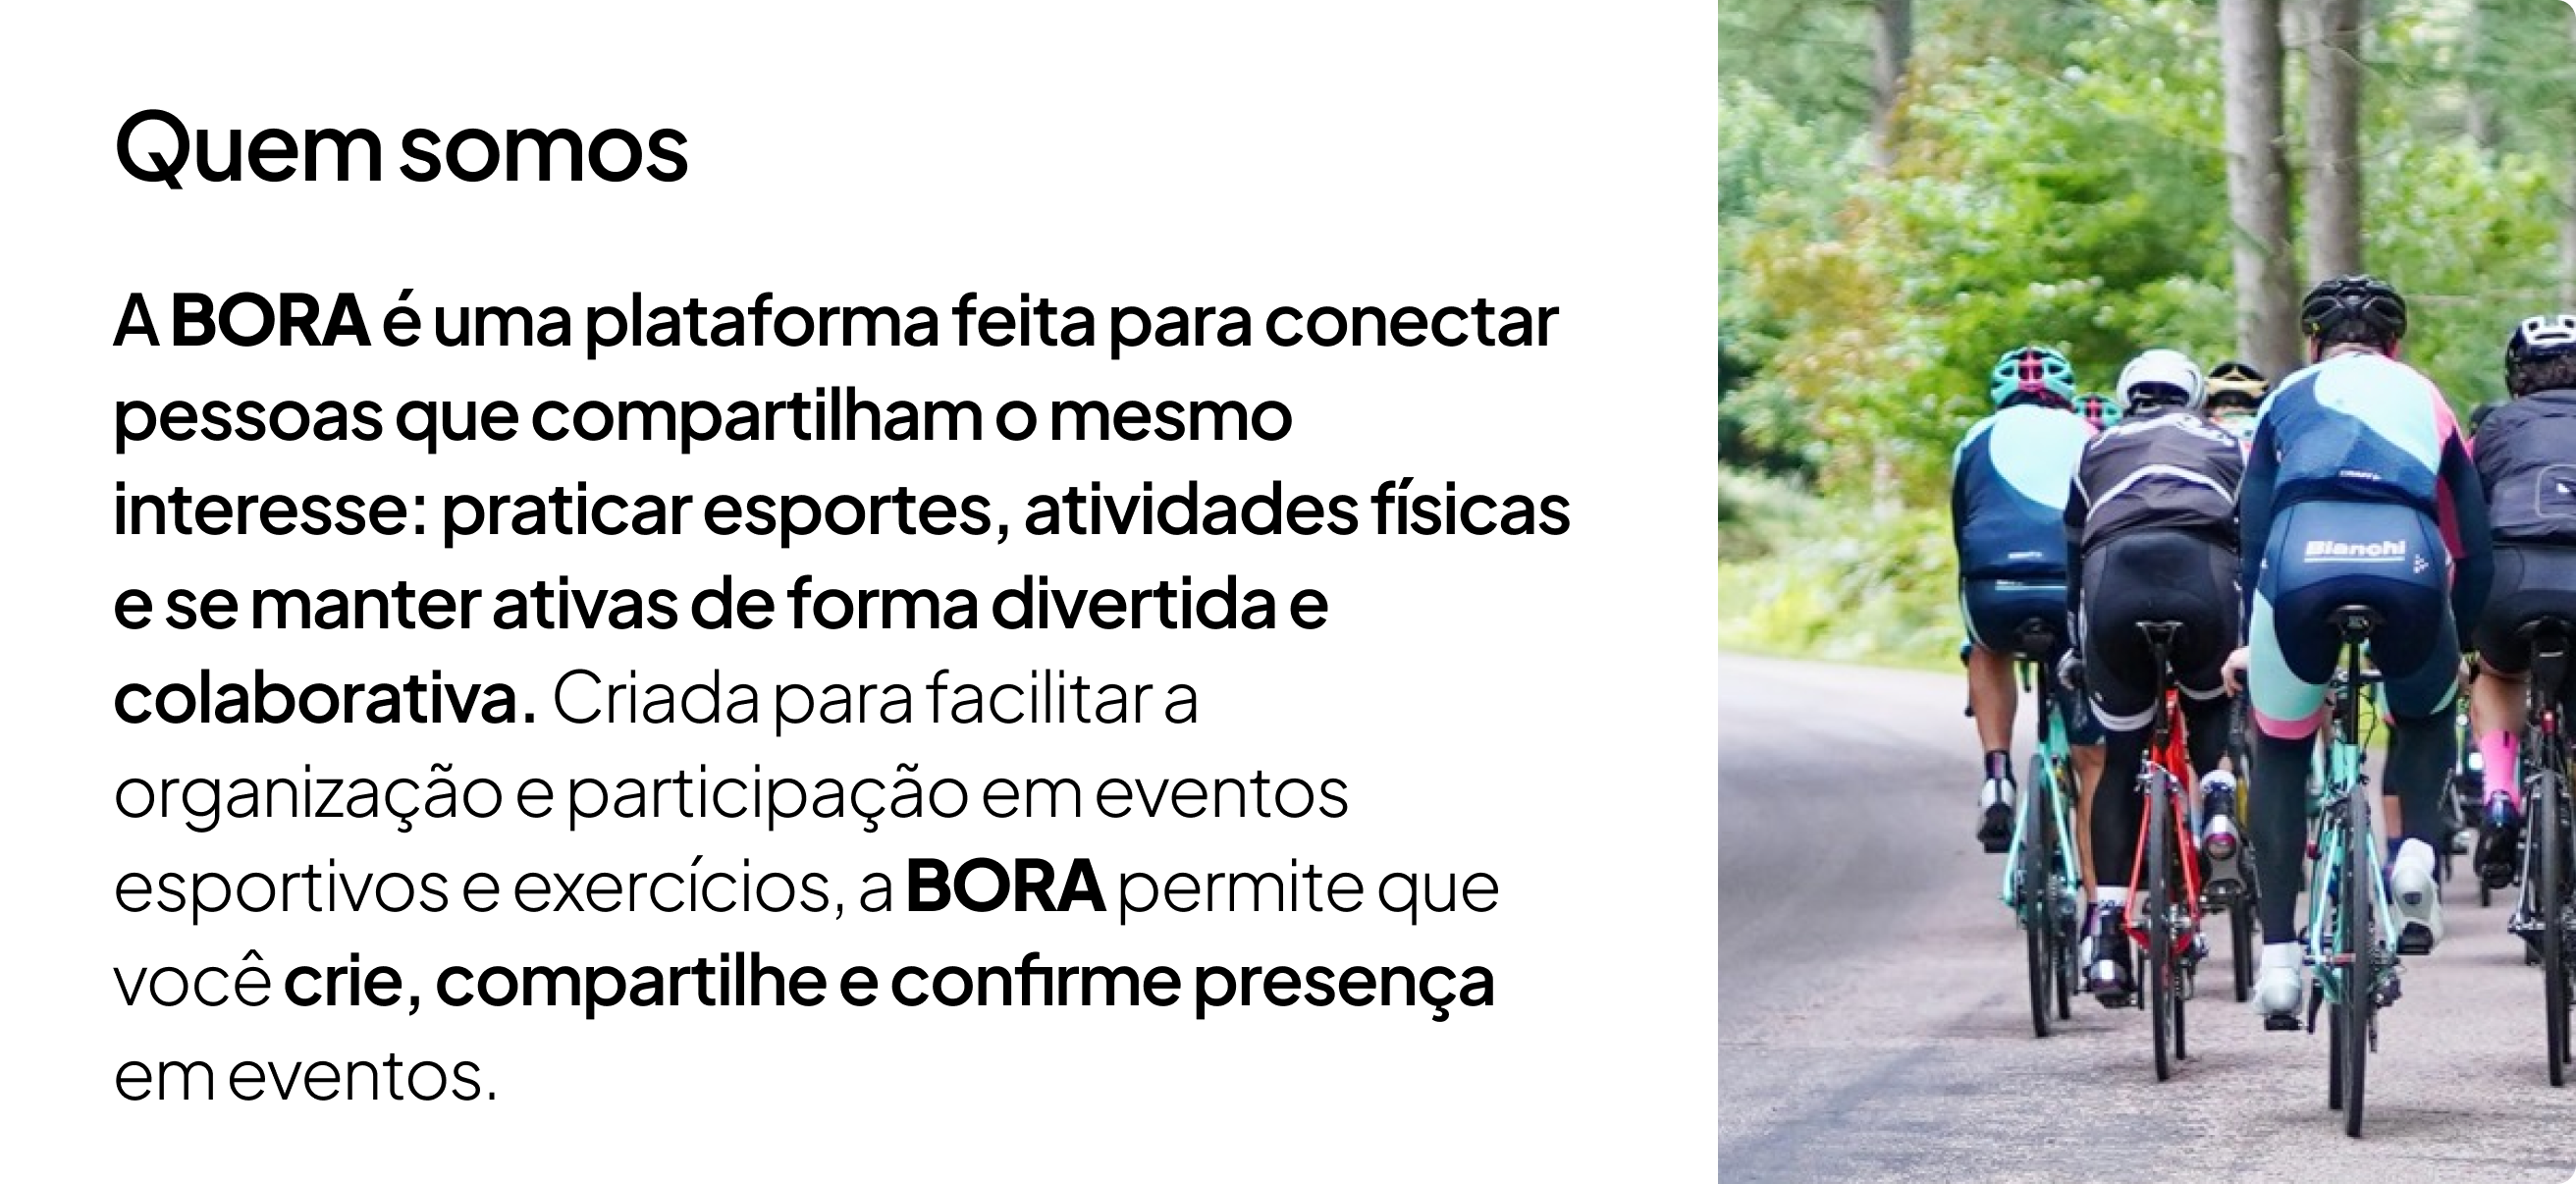 Quem somos
A BORA é uma plataforma feita para conectar
pessoas que compartilham o mesmo
interesse: praticar esportes, atividades físicas
e se manter ativas de forma divertida e
colaborativa. Criada para facilitar a
organização e participação em eventos
esportivos e exercícios, a BORA permite que
você crie, compartilhe e confirme presença
em eventos.
Bianchi